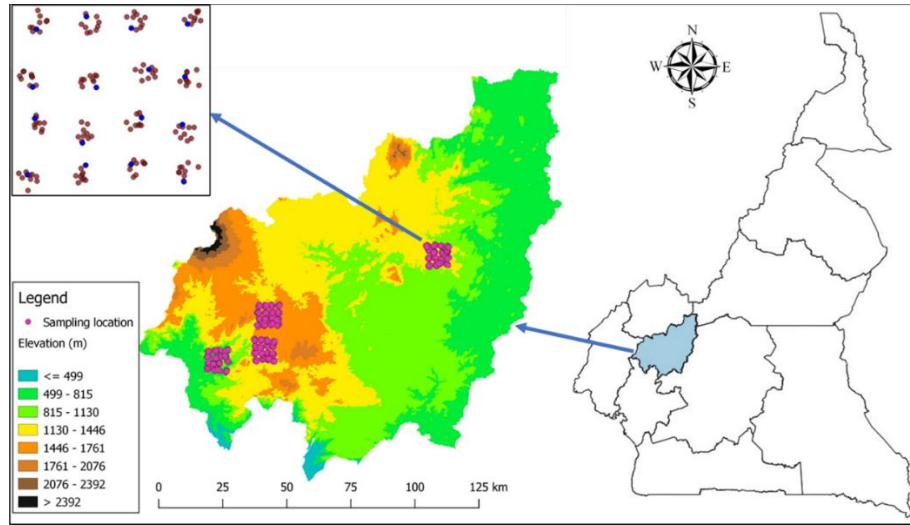 N
W E
S
Legend
Sampling location
Elevation (m)
<= 499
499 - 815
815 - 1130
1130 - 1446
1446 - 1761
1761 - 2076
2076 - 2392
> 2392
0 25 50 75 100 125 km